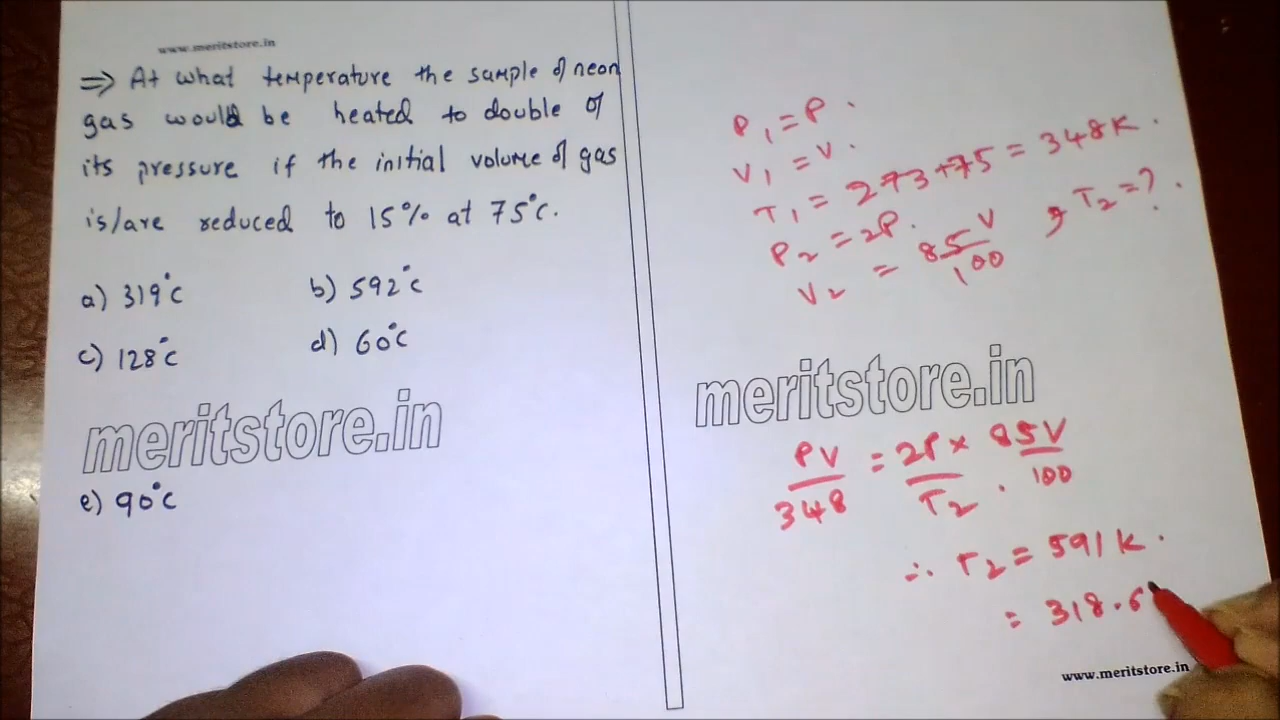 www.meritstore.in
⇒ At what temperature the sample of neon
gas would be heated to double of
its pressure if the initial volume of gas
is/are reduced to 15% at 75°c.
a) 319°c b) 592°c
c) 128°c d) 60°c
meritstore.in
e) 90°c
P₁ = P.
V₁ = V.
T₁ = 273+75 = 348K.
P₂ = 2P.
V₂ = 85V/100 , T₂ = ? .
meritstore.in
PV/348 = 2P/T₂ × 85V/100 .
∴ T₂ = 591K.
= 318.6
www.meritstore.in